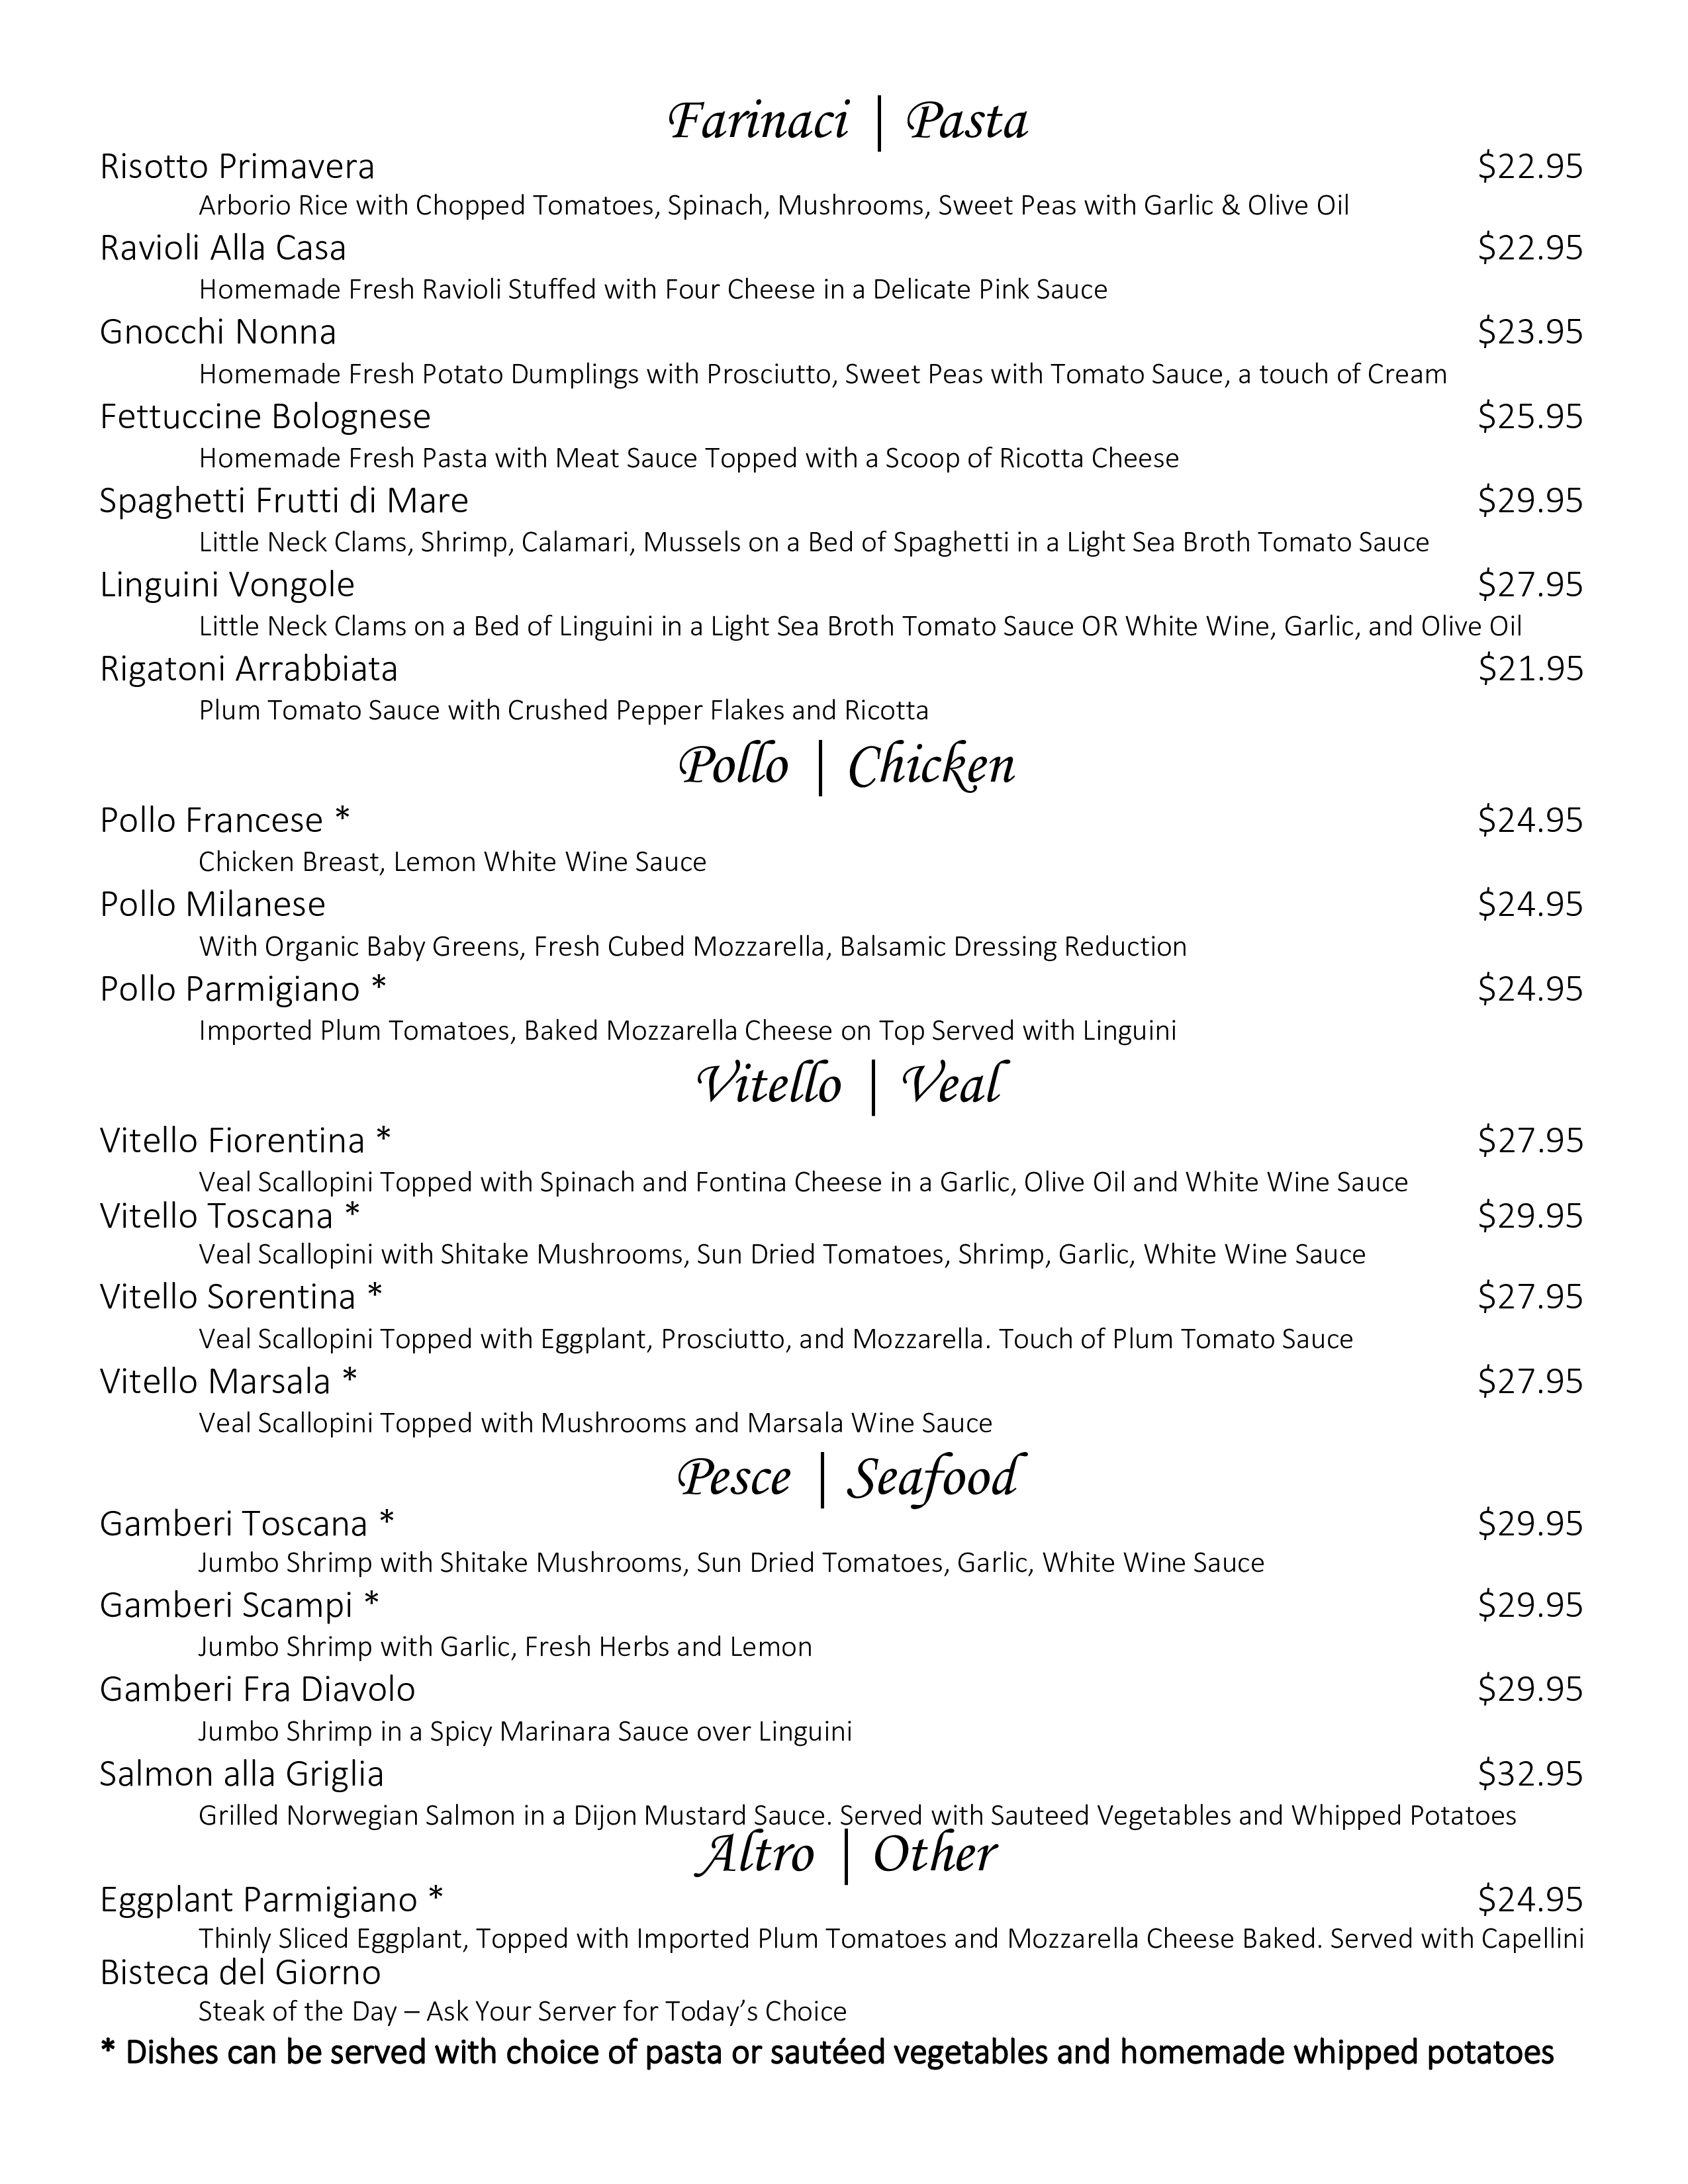 Farinaci | Pasta
Risotto Primavera $22.95
Arborio Rice with Chopped Tomatoes, Spinach, Mushrooms, Sweet Peas with Garlic & Olive Oil
Ravioli Alla Casa $22.95
Homemade Fresh Ravioli Stuffed with Four Cheese in a Delicate Pink Sauce
Gnocchi Nonna $23.95
Homemade Fresh Potato Dumplings with Prosciutto, Sweet Peas with Tomato Sauce, a touch of Cream
Fettuccine Bolognese $25.95
Homemade Fresh Pasta with Meat Sauce Topped with a Scoop of Ricotta Cheese
Spaghetti Frutti di Mare $29.95
Little Neck Clams, Shrimp, Calamari, Mussels on a Bed of Spaghetti in a Light Sea Broth Tomato Sauce
Linguini Vongole $27.95
Little Neck Clams on a Bed of Linguini in a Light Sea Broth Tomato Sauce OR White Wine, Garlic, and Olive Oil
Rigatoni Arrabbiata $21.95
Plum Tomato Sauce with Crushed Pepper Flakes and Ricotta
Pollo | Chicken
Pollo Francese * $24.95
Chicken Breast, Lemon White Wine Sauce
Pollo Milanese $24.95
With Organic Baby Greens, Fresh Cubed Mozzarella, Balsamic Dressing Reduction
Pollo Parmigiano * $24.95
Imported Plum Tomatoes, Baked Mozzarella Cheese on Top Served with Linguini
Vitello | Veal
Vitello Fiorentina * $27.95
Veal Scallopini Topped with Spinach and Fontina Cheese in a Garlic, Olive Oil and White Wine Sauce
Vitello Toscana * $29.95
Veal Scallopini with Shitake Mushrooms, Sun Dried Tomatoes, Shrimp, Garlic, White Wine Sauce
Vitello Sorentina * $27.95
Veal Scallopini Topped with Eggplant, Prosciutto, and Mozzarella. Touch of Plum Tomato Sauce
Vitello Marsala * $27.95
Veal Scallopini Topped with Mushrooms and Marsala Wine Sauce
Pesce | Seafood
Gamberi Toscana * $29.95
Jumbo Shrimp with Shitake Mushrooms, Sun Dried Tomatoes, Garlic, White Wine Sauce
Gamberi Scampi * $29.95
Jumbo Shrimp with Garlic, Fresh Herbs and Lemon
Gamberi Fra Diavolo $29.95
Jumbo Shrimp in a Spicy Marinara Sauce over Linguini
Salmon alla Griglia $32.95
Grilled Norwegian Salmon in a Dijon Mustard Sauce. Served with Sauteed Vegetables and Whipped Potatoes
Altro | Other
Eggplant Parmigiano * $24.95
Thinly Sliced Eggplant, Topped with Imported Plum Tomatoes and Mozzarella Cheese Baked. Served with Capellini
Bisteca del Giorno
Steak of the Day – Ask Your Server for Today’s Choice
* Dishes can be served with choice of pasta or sautéed vegetables and homemade whipped potatoes